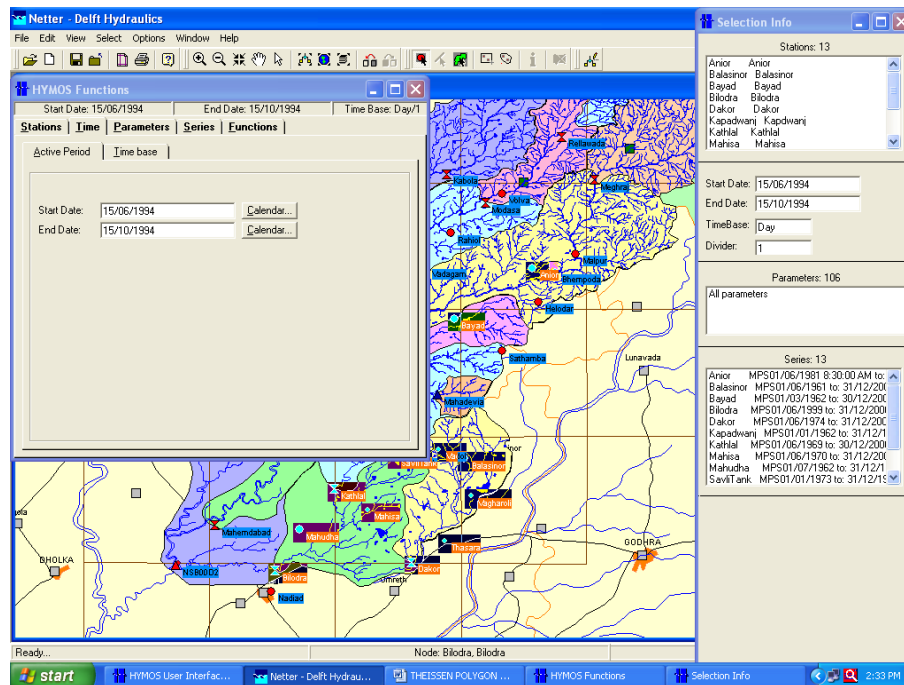 Netter - Delft Hydraulics
File Edit View Select Options Window Help
HYMOS Functions
Start Date: 15/06/1994 End Date: 15/10/1994 Time Base: Day/1
Stations Time Parameters Series Functions
Active Period Time base
Start Date: 15/06/1994 Calendar...
End Date: 15/10/1994 Calendar...
Rellawada
Kabola
Meghraj
Volva
Modasa
Rahiol
Malpur
Vadagam
Anior
Bhempoda
Helodar
Bayad
Sathamba
Lunavada
Mahadevia
SavliTank
Balasinor
Vagharoli
Kathlal
Mahisa
Mahemdabad
Mahudha
Thasara
GODHRA
DHOLKA
Dakor
Bilodra
Umreth
Nadiad
Selection Info
Stations: 13
Anior Anior
Balasinor Balasinor
Bayad Bayad
Bilodra Bilodra
Dakor Dakor
Kapadwanj Kapdwanj
Kathlal Kathlal
Mahisa Mahisa
Start Date: 15/06/1994
End Date: 15/10/1994
TimeBase: Day
Divider: 1
Parameters: 106
All parameters
Series: 13
Anior MPS01/06/1981 8:30:00 AM to:
Balasinor MPS01/06/1961 to: 31/12/200
Bayad MPS01/03/1962 to: 30/12/200
Bilodra MPS01/06/1999 to: 31/12/200
Dakor MPS01/06/1974 to: 31/12/200
Kapadwanj MPS01/01/1962 to: 31/12/1
Kathlal MPS01/06/1969 to: 30/12/200
Mahisa MPS01/06/1970 to: 31/12/200
Mahudha MPS01/07/1962 to: 31/12/1
SavliTank MPS01/01/1973 to: 31/12/19
Ready... Node: Bilodra, Bilodra
start HYMOS User Interfac... Netter - Delft Hydrau... THEISSEN POLYGON ... HYMOS Functions Selection Info 2:33 PM